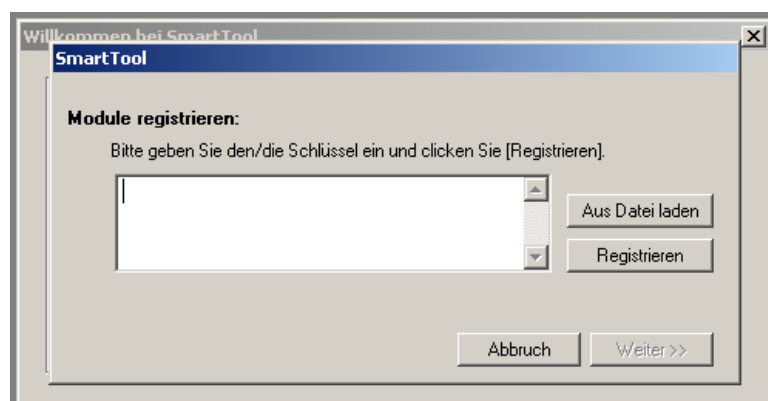 Willkommen bei SmartTool
SmartTool
Module registrieren:
Bitte geben Sie den/die Schlüssel ein und clicken Sie [Registrieren].
Aus Datei laden
Registrieren
Abbruch
Weiter >>